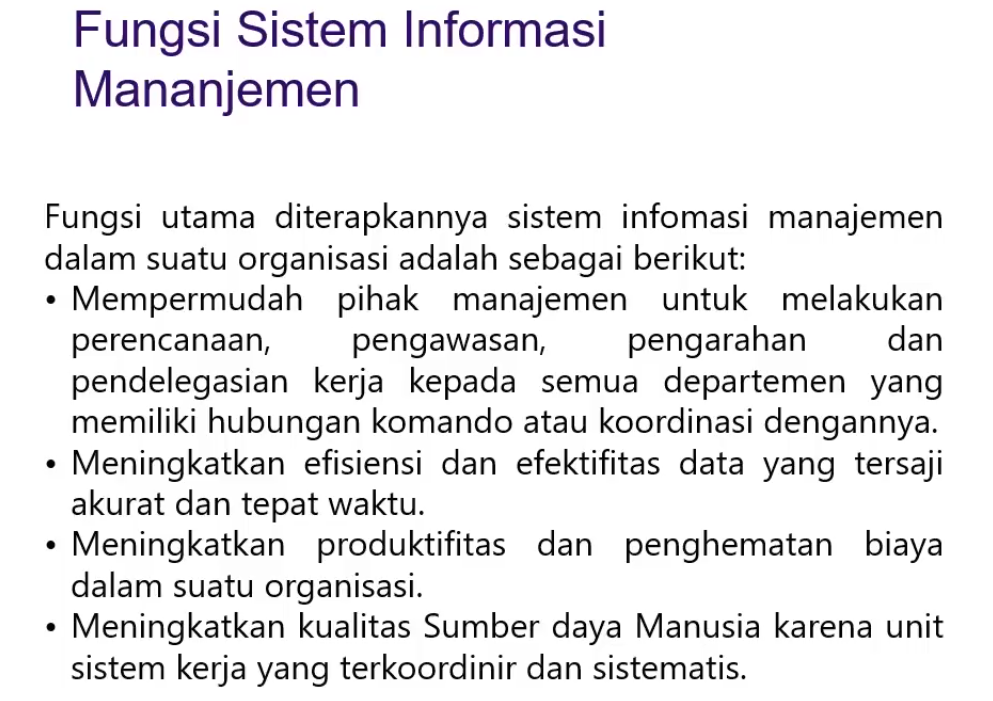 Fungsi Sistem Informasi
Mananjemen
Fungsi utama diterapkannya sistem infomasi manajemen
dalam suatu organisasi adalah sebagai berikut:
• Mempermudah pihak manajemen untuk melakukan
perencanaan, pengawasan, pengarahan dan
pendelegasian kerja kepada semua departemen yang
memiliki hubungan komando atau koordinasi dengannya.
• Meningkatkan efisiensi dan efektifitas data yang tersaji
akurat dan tepat waktu.
• Meningkatkan produktifitas dan penghematan biaya
dalam suatu organisasi.
• Meningkatkan kualitas Sumber daya Manusia karena unit
sistem kerja yang terkoordinir dan sistematis.